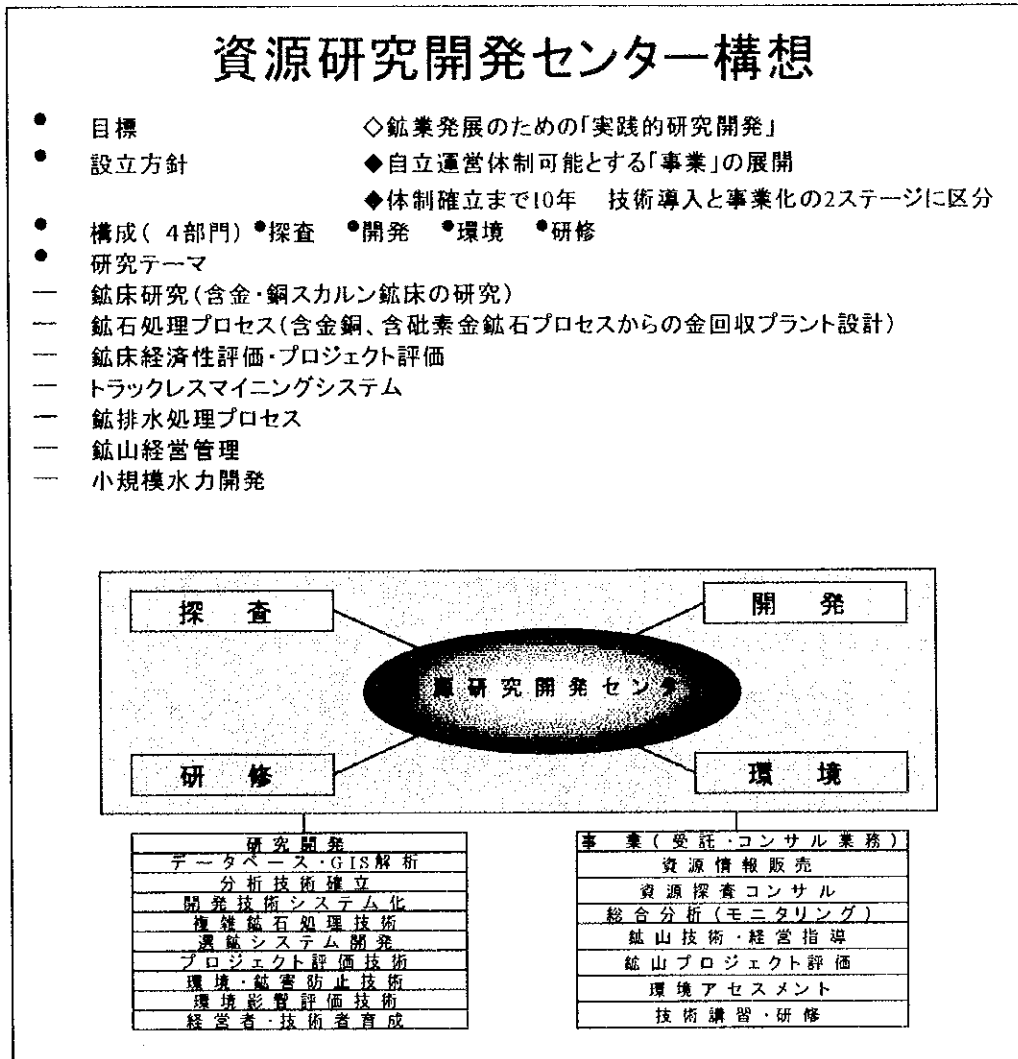 資源研究開発センター構想
● 目標 ◇鉱業発展のための「実践的研究開発」
● 設立方針 ◆自立運営体制可能とする「事業」の展開
◆体制確立まで10年 技術導入と事業化の2ステージに区分
● 構成( 4部門) ●探査 ●開発 ●環境 ●研修
● 研究テーマ
― 鉱床研究(含金・銅スカルン鉱床の研究)
― 鉱石処理プロセス(含金銅、含砒素金鉱石プロセスからの金回収プラント設計)
― 鉱床経済性評価・プロジェクト評価
― トラックレスマイニングシステム
― 鉱排水処理プロセス
― 鉱山経営管理
― 小規模水力開発
探 査
開 発
源研究開発センタ
研 修
環 境
研究開発
データベース・GIS解析
分析技術確立
開発技術システム化
複雑鉱石処理技術
選鉱システム開発
プロジェクト評価技術
環境・鉱害防止技術
環境影響評価技術
経営者・技術者育成
事 業(受託・コンサル業務)
資源情報販売
資源探査コンサル
総合分析(モニタリング)
鉱山技術・経営指導
鉱山プロジェクト評価
環境アセスメント
技術講習・研修